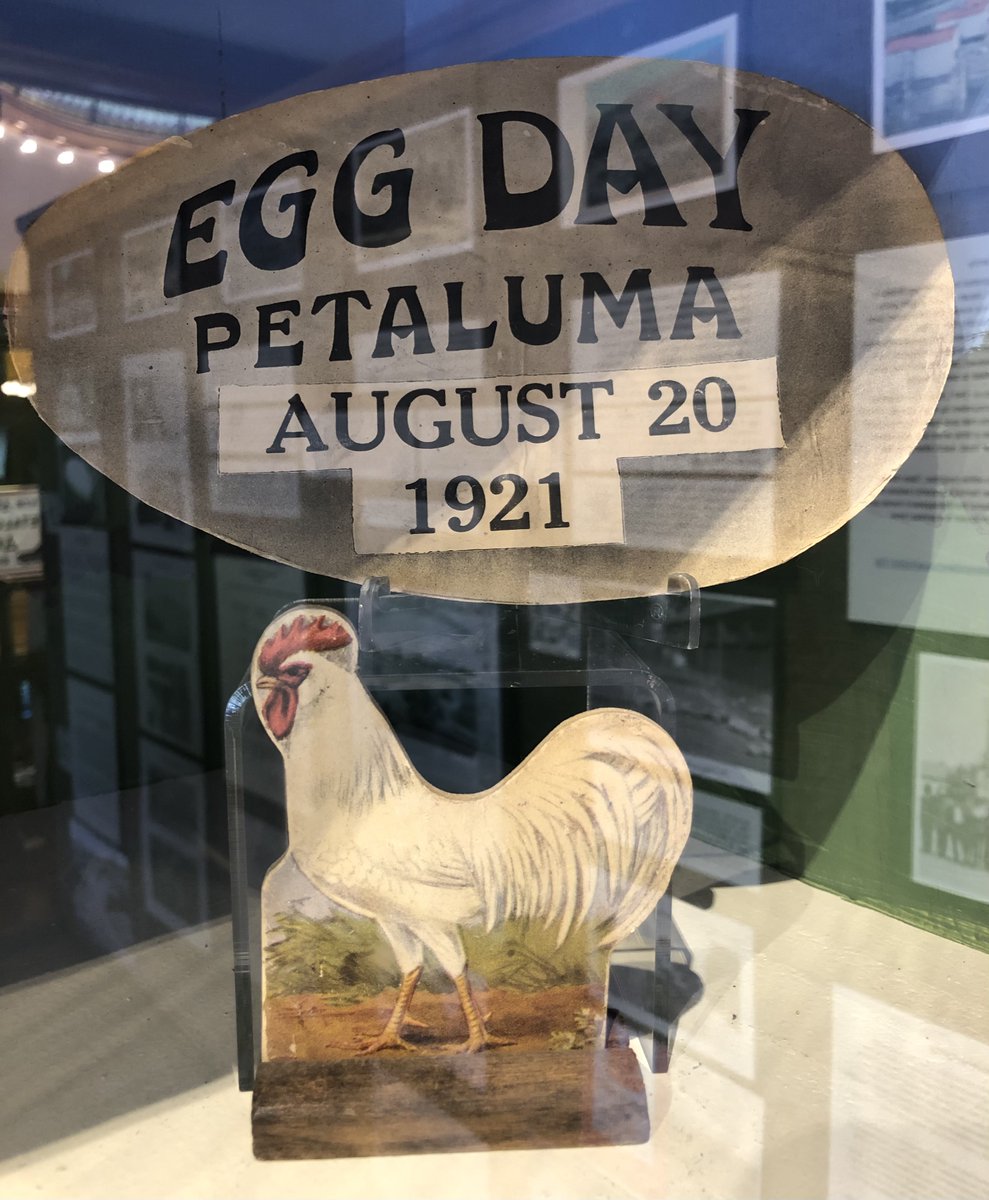 EGG DAY
PETALUMA
AUGUST 20
1921